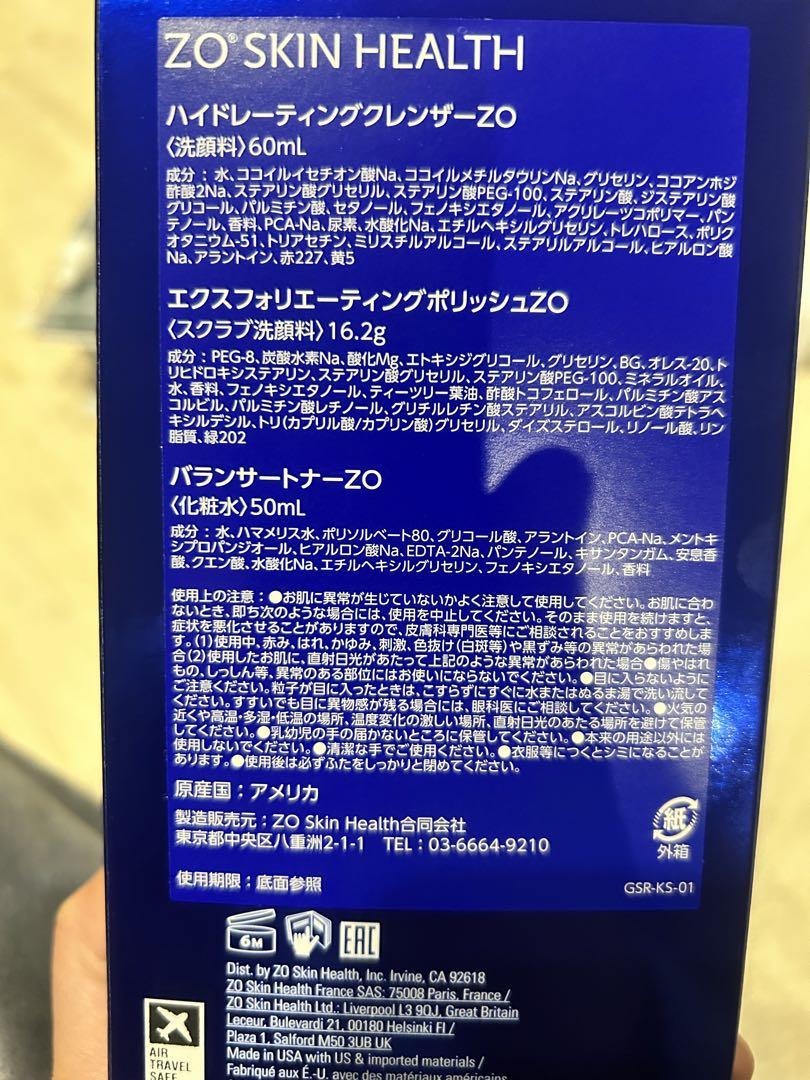 ZO® SKIN HEALTH
ハイドレーティングクレンザーZO
〈洗顔料〉60mL
成分：水、ココイルイセチオン酸Na、ココイルメチルタウリンNa、グリセリン、ココアンホジ
酢酸2Na、ステアリン酸グリセリル、ステアリン酸PEG-100、ステアリン酸、ジステアリン酸
グリコール、パルミチン酸、セタノール、フェノキシエタノール、アクリレーツコポリマー、パン
テノール、香料、PCA-Na、尿素、水酸化Na、エチルヘキシルグリセリン、トレハロース、ポリク
オタニウム-51、トリアセチン、ミリスチルアルコール、ステアリルアルコール、ヒアルロン酸
Na、アラントイン、赤227、黄5
エクスフォリエーティングポリッシュZO
〈スクラブ洗顔料〉16.2g
成分：PEG-8、炭酸水素Na、酸化Mg、エトキシジグリコール、グリセリン、BG、オレス-20、ト
リヒドロキシステアリン、ステアリン酸グリセリル、ステアリン酸PEG-100、ミネラルオイル、
水、香料、フェノキシエタノール、ティーツリー葉油、酢酸トコフェロール、パルミチン酸アス
コルビル、パルミチン酸レチノール、グリチルレチン酸ステアリル、アスコルビン酸テトラヘ
キシルデシル、トリ(カプリル酸/カプリン酸)グリセリル、ダイズステロール、リノール酸、リン
脂質、緑202
バランサートナーZO
〈化粧水〉50mL
成分：水、ハマメリス水、ポリソルベート80、グリコール酸、アラントイン、PCA-Na、メントキ
シプロパンジオール、ヒアルロン酸Na、EDTA-2Na、パンテノール、キサンタンガム、安息香
酸、クエン酸、水酸化Na、エチルヘキシルグリセリン、フェノキシエタノール、香料
使用上の注意：●お肌に異常が生じていないかよく注意して使用してください。お肌に合わ
ないとき、即ち次のような場合には、使用を中止してください。そのまま使用を続けますと、
症状を悪化させることがありますので、皮膚科専門医等にご相談されることをおすすめしま
す。(1)使用中、赤み、はれ、かゆみ、刺激、色抜け(白斑等)や黒ずみ等の異常があらわれた場
合(2)使用したお肌に、直射日光があたって上記のような異常があらわれた場合●傷やはれ
もの、しっしん等、異常のある部位にはお使いにならないでください。●目に入らないように
ご注意ください。粒子が目に入ったときは、こすらずにすぐに水またはぬるま湯で洗い流して
ください。すすいでも目に異物感が残る場合には、眼科医にご相談してください。●火気の
近くや高温・多湿・低温の場所、温度変化の激しい場所、直射日光のあたる場所を避けて保管
してください。●乳幼児の手の届かないところに保管してください。●本来の用途以外には
使用しないでください。●清潔な手でご使用ください。●衣服等につくとシミになることが
あります。●使用後は必ずふたをしっかりと閉めてください。
原産国：アメリカ
製造販売元：ZO Skin Health合同会社
東京都中央区八重洲2-1-1 TEL：03-6664-9210
紙
外箱
使用期限：底面参照
GSR-KS-01
6M
EAC
Dist. by ZO Skin Health, Inc. Irvine, CA 92618
ZO Skin Health France SAS: 75008 Paris, France /
ZO Skin Health Ltd.: Liverpool L3 9OJ, Great Britain
Leceur, Bulevardi 21, 00180 Helsinki FI /
Plaza 1, Salford M50 3UB UK
Made in USA with US & imported materials /
Fabriqué aux É.-U. avec des matériaux américains
AIR
TRAVEL
SAFE